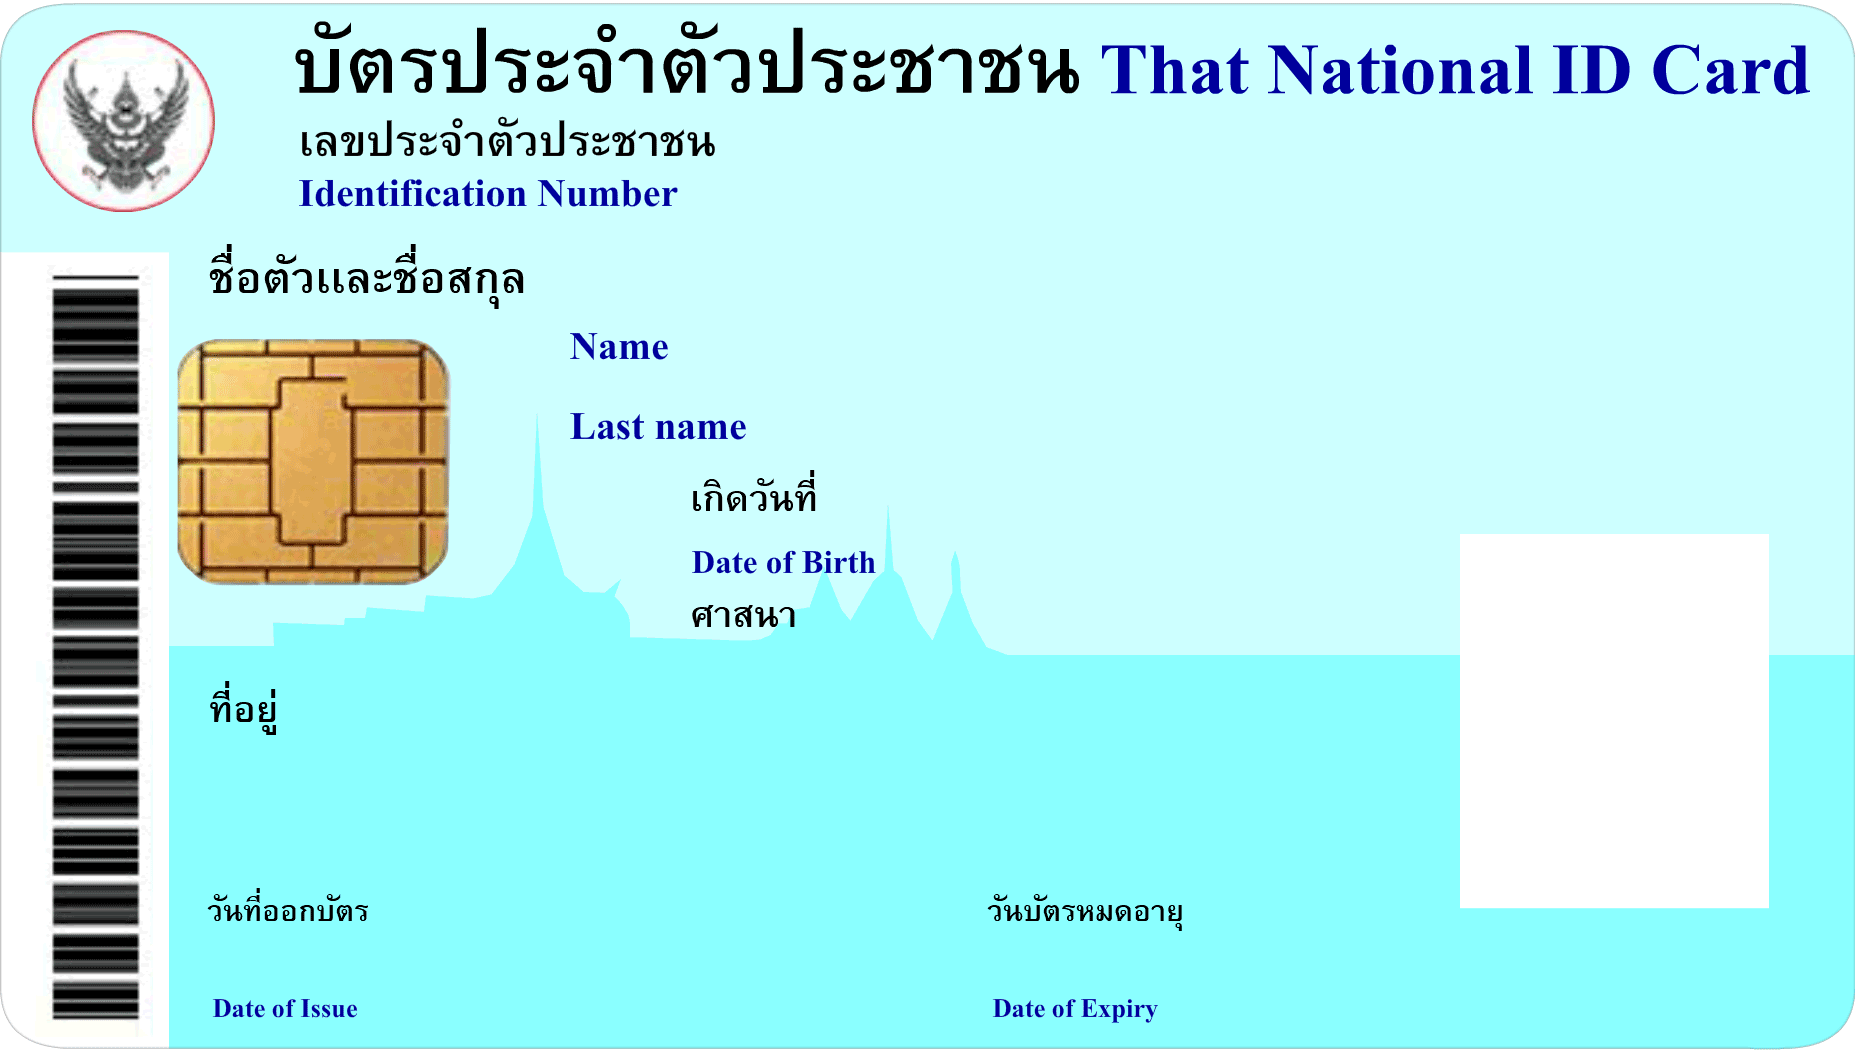 บัตรประจำตัวประชาชน That National ID Card
เลขประจำตัวประชาชน
Identification Number
ชื่อตัวและชื่อสกุล
Name
Last name
เกิดวันที่
Date of Birth
ศาสนา
ที่อยู่
วันที่ออกบัตร
วันบัตรหมดอายุ
Date of Issue
Date of Expiry